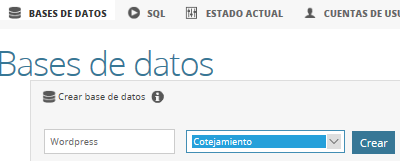 BASES DE DATOS SQL ESTADO ACTUAL CUENTAS DE USU
Bases de datos
Crear base de datos
Wordpress Cotejamiento Crear